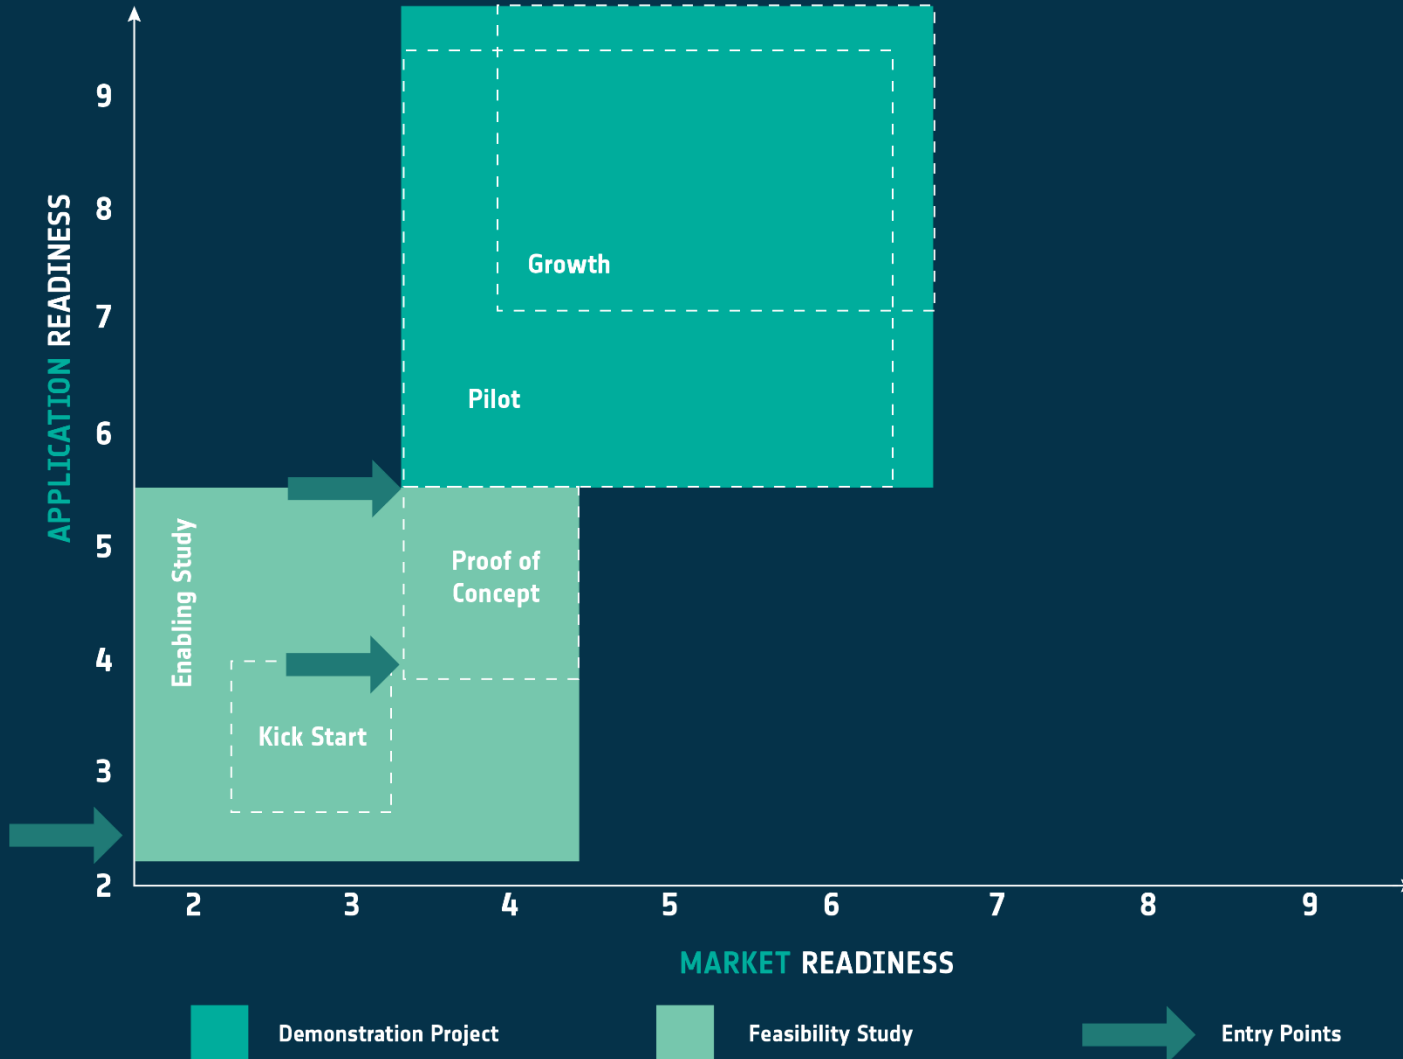 9
8
7
6
5
4
3
2
APPLICATION READINESS
Growth
Pilot
Enabling Study
Proof of
Concept
Kick Start
2 3 4 5 6 7 8 9
MARKET READINESS
Demonstration Project
Feasibility Study
Entry Points